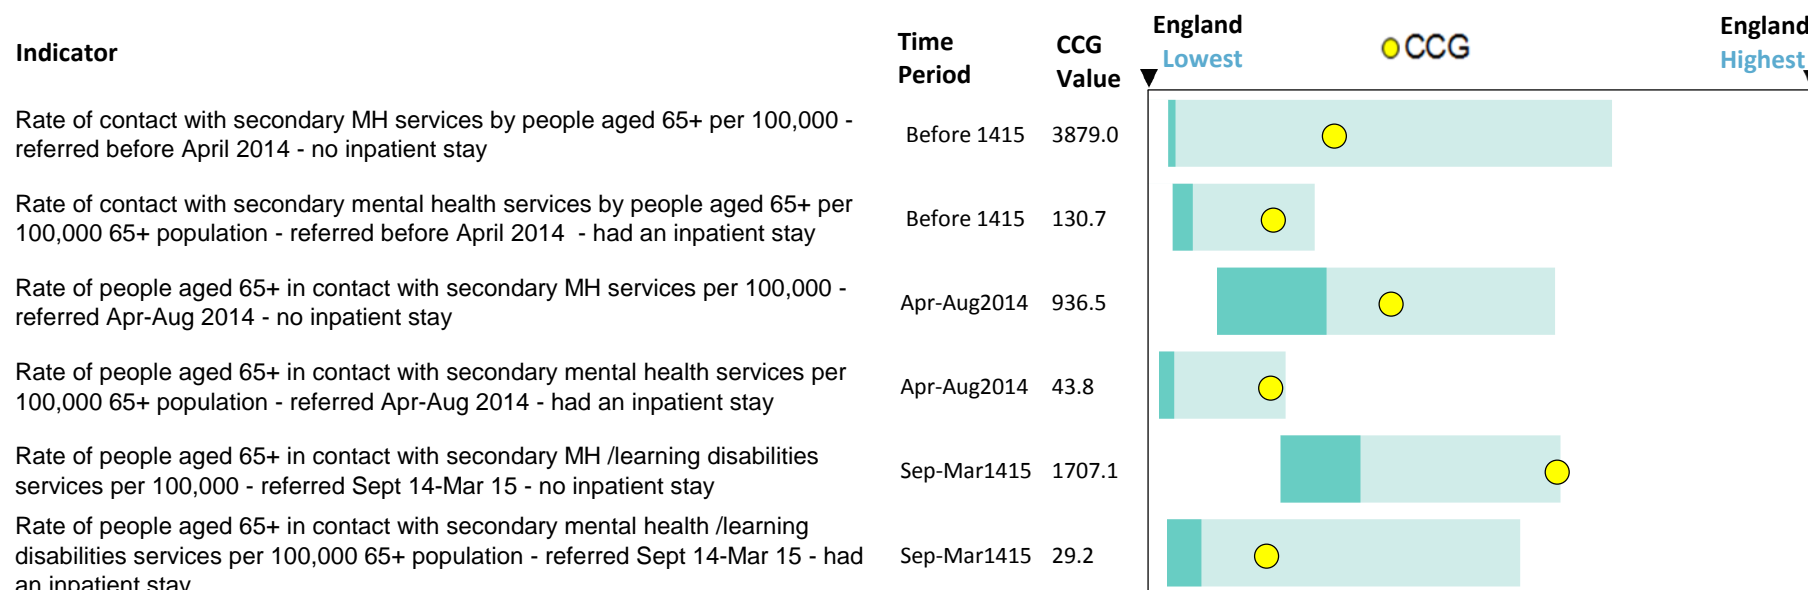 Indicator
Time Period
CCG Value
England Lowest
CCG
England Highest
Rate of contact with secondary MH services by people aged 65+ per 100,000 -
referred before April 2014 - no inpatient stay
Before 1415 3879.0
Rate of contact with secondary mental health services by people aged 65+ per
100,000 65+ population - referred before April 2014 - had an inpatient stay
Before 1415 130.7
Rate of people aged 65+ in contact with secondary MH services per 100,000 -
referred Apr-Aug 2014 - no inpatient stay
Apr-Aug2014 936.5
Rate of people aged 65+ in contact with secondary mental health services per
100,000 65+ population - referred Apr-Aug 2014 - had an inpatient stay
Apr-Aug2014 43.8
Rate of people aged 65+ in contact with secondary MH /learning disabilities
services per 100,000 - referred Sept 14-Mar 15 - no inpatient stay
Sep-Mar1415 1707.1
Rate of people aged 65+ in contact with secondary mental health /learning
disabilities services per 100,000 65+ population - referred Sept 14-Mar 15 - had
an inpatient stay
Sep-Mar1415 29.2